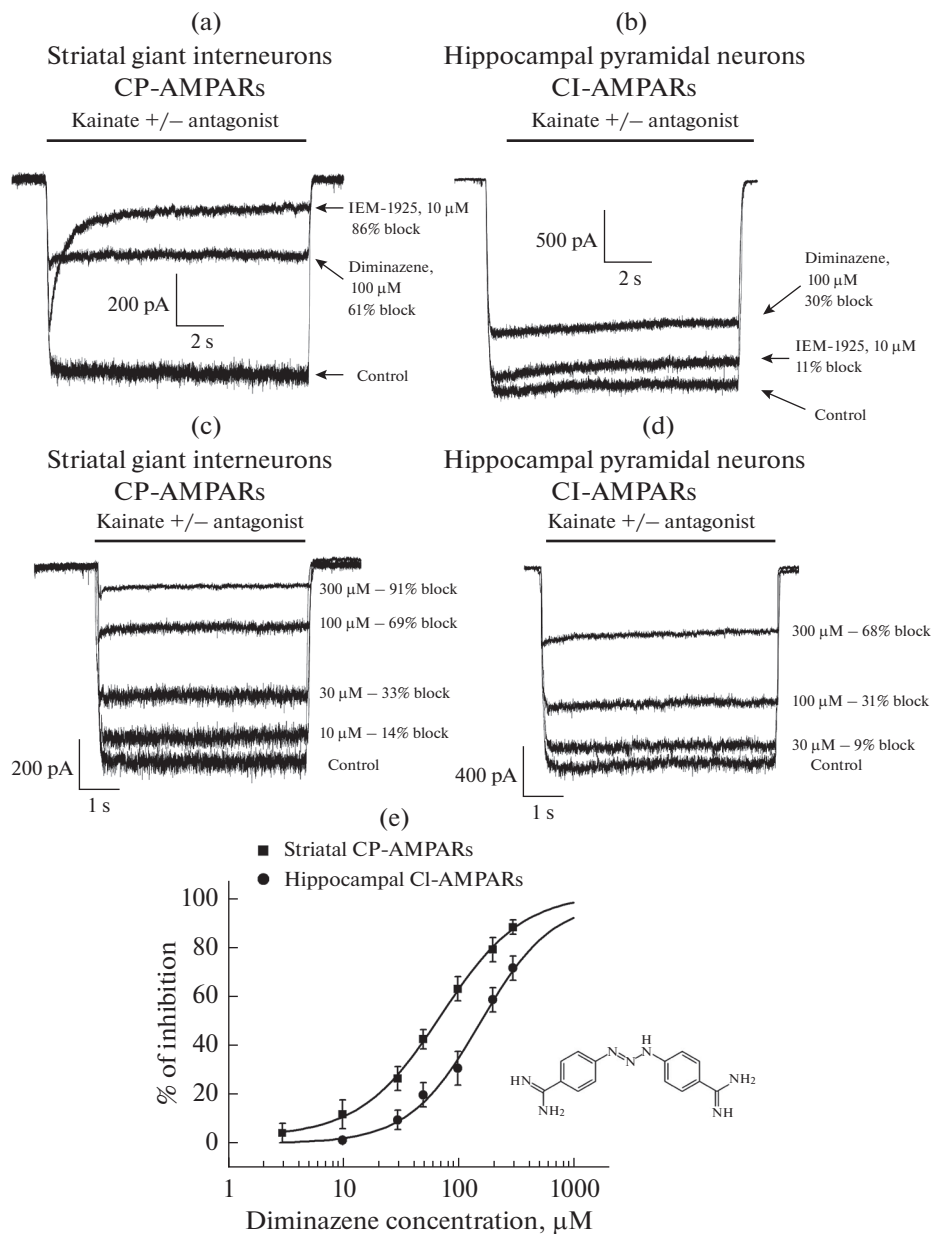 (a)
Striatal giant interneurons
CP-AMPARs
Kainate +/– antagonist
IEM-1925, 10 μM
86% block
Diminazene,
100 μM
61% block
200 pA
2 s
Control
(b)
Hippocampal pyramidal neurons
CI-AMPARs
Kainate +/– antagonist
500 pA
2 s
Diminazene,
100 μM
30% block
IEM-1925, 10 μM
11% block
Control
(c)
Striatal giant interneurons
CP-AMPARs
Kainate +/– antagonist
300 μM – 91% block
100 μM – 69% block
30 μM – 33% block
10 μM – 14% block
Control
200 pA
1 s
(d)
Hippocampal pyramidal neurons
CI-AMPARs
Kainate +/– antagonist
300 μM – 68% block
100 μM – 31% block
30 μM – 9% block
Control
400 pA
1 s
(e)
Striatal CP-AMPARs
Hippocampal Cl-AMPARs
% of inhibition
100
80
60
40
20
0
1
10
100
1000
Diminazene concentration, μM
HN
NH2
N
N
H
N
NH2
NH